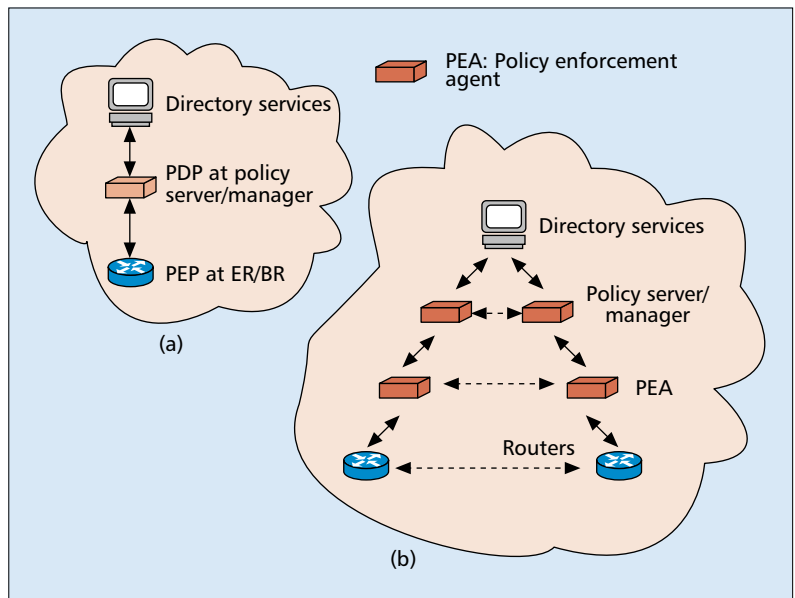 PEA: Policy enforcement
agent
Directory services
PDP at policy
server/manager
PEP at ER/BR
(a)
Directory services
Policy server/
manager
PEA
Routers
(b)